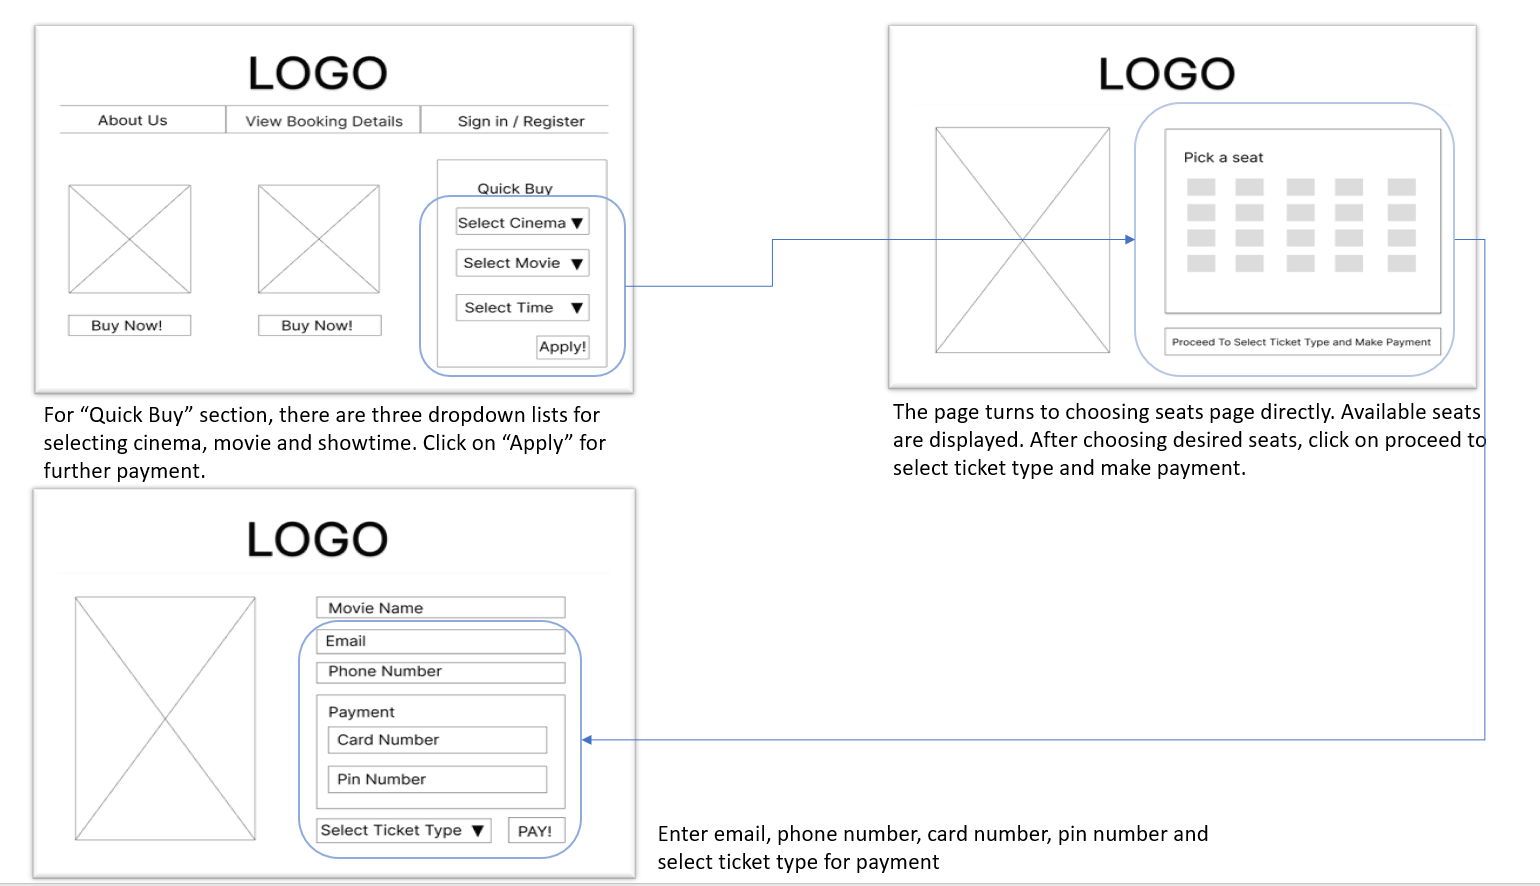 LOGO
About Us
View Booking Details
Sign in / Register
Quick Buy
Select Cinema ▼
Select Movie ▼
Select Time ▼
Apply!
Buy Now!
Buy Now!
For “Quick Buy” section, there are three dropdown lists for
selecting cinema, movie and showtime. Click on “Apply” for
further payment.
LOGO
Pick a seat
Proceed To Select Ticket Type and Make Payment
The page turns to choosing seats page directly. Available seats
are displayed. After choosing desired seats, click on proceed to
select ticket type and make payment.
LOGO
Movie Name
Email
Phone Number
Payment
Card Number
Pin Number
Select Ticket Type ▼
PAY!
Enter email, phone number, card number, pin number and
select ticket type for payment